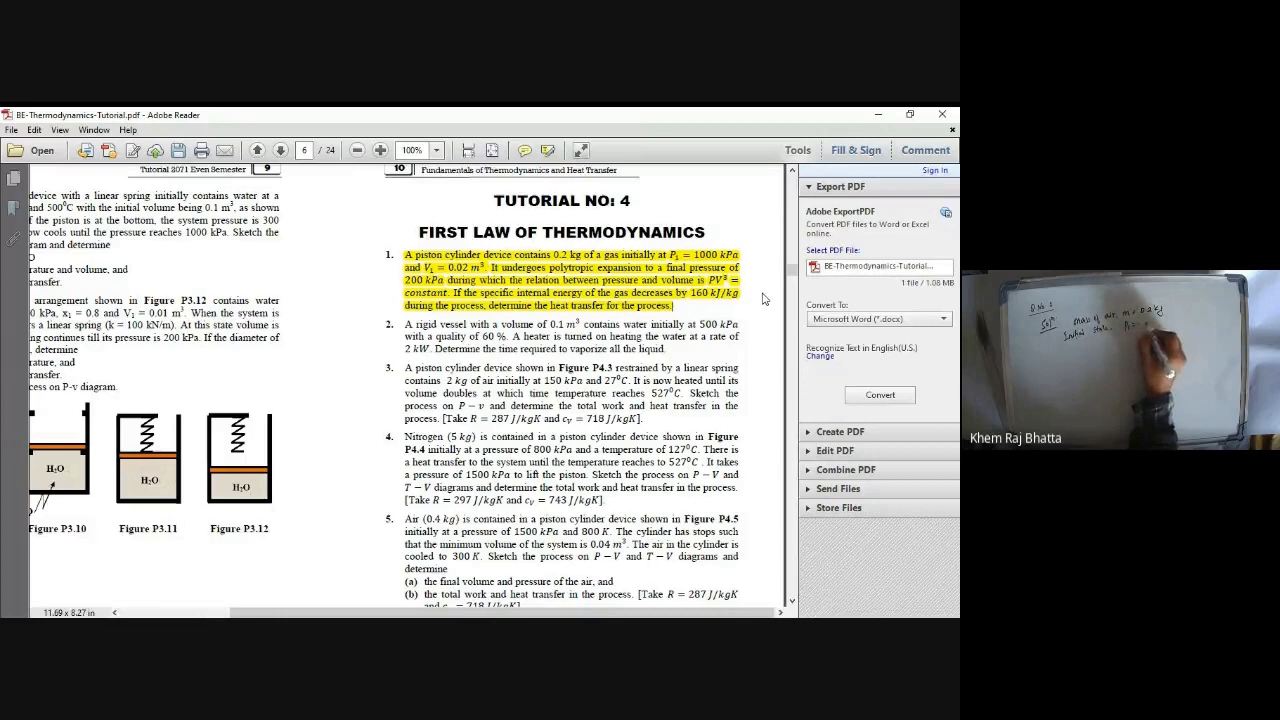 BE-Thermodynamics-Tutorial.pdf - Adobe Reader
File Edit View Window Help
Open
6 / 24
100%
Tools
Fill & Sign
Comment
Tutorial 2071 Even Semester 9
device with a linear spring initially contains water at
and 500⁰C with the initial volume being 0.1 m³, as shown
f the piston is at the bottom, the system pressure is 300
ow cools until the pressure reaches 1000 kPa. Sketch the
ram and determine
rature and volume, and
ransfer.
arrangement shown in Figure P3.12 contains water
0 kPa, x₁ = 0.8 and V₁ = 0.01 m³. When the system is
s a linear spring (k = 100 kN/m). At this state volume is
ting continues till its pressure is 200 kPa. If the diameter of
, determine
rature, and
ransfer.
cess on P-v diagram.
H₂O
H₂O
H₂O
Figure P3.10
Figure P3.11
Figure P3.12
11.69 x 8.27 in
10 Fundamentals of Thermodynamics and Heat Transfer
TUTORIAL NO: 4
FIRST LAW OF THERMODYNAMICS
1. A piston cylinder device contains 0.2 kg of a gas initially at P₁ = 1000 kPa
and V₁ = 0.02 m³. It undergoes polytropic expansion to a final pressure of
200 kPa during which the relation between pressure and volume is PV³ =
constant. If the specific internal energy of the gas decreases by 160 kJ/kg
during the process, determine the heat transfer for the process.
2. A rigid vessel with a volume of 0.1 m³ contains water initially at 500 kPa
with a quality of 60 %. A heater is turned on heating the water at a rate of
2 kW. Determine the time required to vaporize all the liquid.
3. A piston cylinder device shown in Figure P4.3 restrained by a linear spring
contains 2 kg of air initially at 150 kPa and 27⁰C. It is now heated until its
volume doubles at which time temperature reaches 527⁰C. Sketch the
process on P − v and determine the total work and heat transfer in the
process. [Take R = 287 J/kgK and cᵥ = 718 J/kgK].
4. Nitrogen (5 kg) is contained in a piston cylinder device shown in Figure
P4.4 initially at a pressure of 800 kPa and a temperature of 127⁰C. There is
a heat transfer to the system until the temperature reaches to 527⁰C . It takes
a pressure of 1500 kPa to lift the piston. Sketch the process on P − V and
T − V diagrams and determine the total work and heat transfer in the process.
[Take R = 297 J/kgK and cᵥ = 743 J/kgK].
5. Air (0.4 kg) is contained in a piston cylinder device shown in Figure P4.5
initially at a pressure of 1500 kPa and 800 K. The cylinder has stops such
that the minimum volume of the system is 0.04 m³. The air in the cylinder is
cooled to 300 K. Sketch the process on P − V and T − V diagrams and
determine
(a) the final volume and pressure of the air, and
(b) the total work and heat transfer in the process. [Take R = 287 J/kgK
Sign In
Export PDF
Adobe ExportPDF
Convert PDF files to Word or Excel
online.
Select PDF File:
BE-Thermodynamics-Tutorial...
1 file / 1.08 MB
Convert To:
Microsoft Word (*.docx)
Recognize Text in English(U.S.)
Change
Convert
Create PDF
Edit PDF
Combine PDF
Send Files
Store Files
Mass of air, m = 0.2 kg
Initial state,
Khem Raj Bhatta